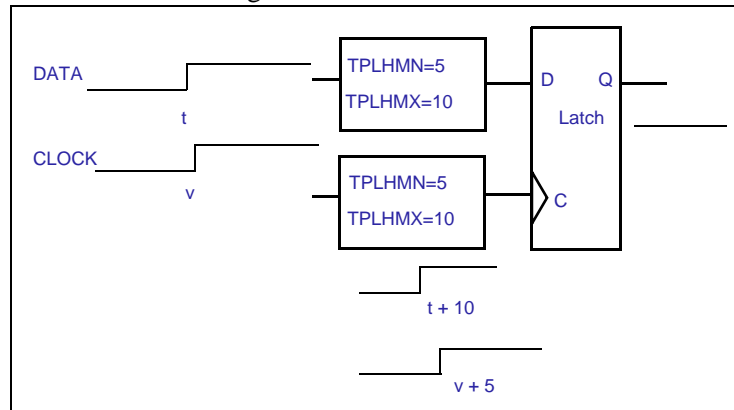 DATA
t
CLOCK
v
TPLHMN=5
TPLHMX=10
TPLHMN=5
TPLHMX=10
D Q
Latch
C
t + 10
v + 5